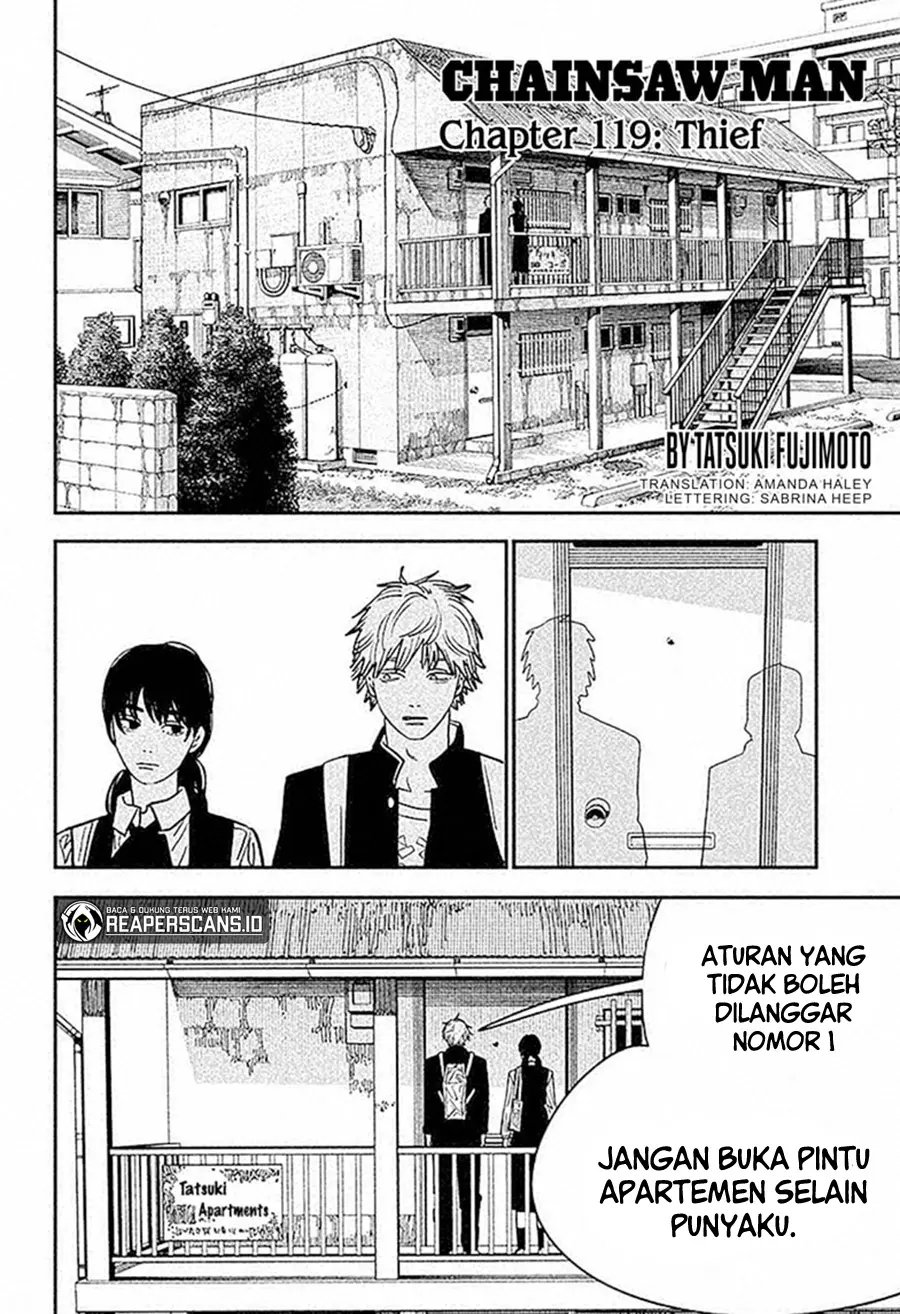 CHAINSAW MAN
Chapter 119: Thief
BY TATSUKI FUJIMOTO
TRANSLATION: AMANDA HALEY
LETTERING: SABRINA HEEP
BACA & DUKUNG TERUS WEB KAMI
REAPERSCANS.ID
ATURAN YANG
TIDAK BOLEH
DILANGGAR
NOMOR 1
JANGAN BUKA PINTU
APARTEMEN SELAIN
PUNYAKU.
Tatsuki
Apartments